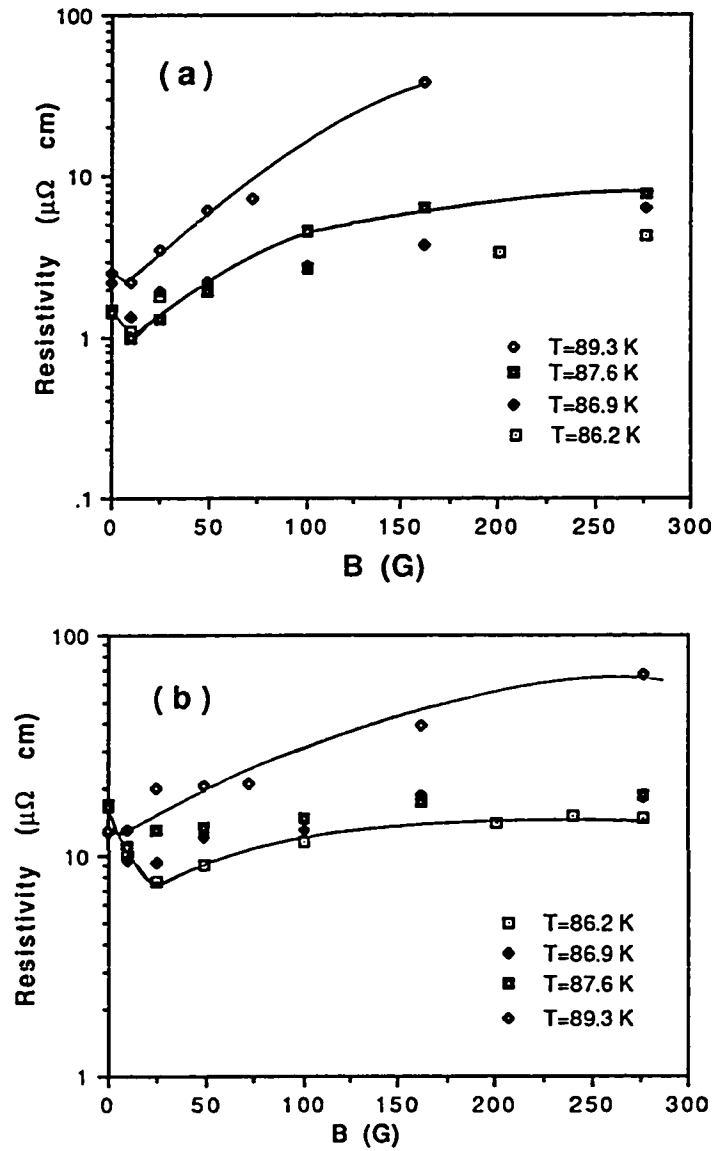 100
(a)
10
1
.1
Resistivity (μΩ cm)
T=89.3 K
T=87.6 K
T=86.9 K
T=86.2 K
0 50 100 150 200 250 300
B (G)
100
(b)
10
1
Resistivity (μΩ cm)
T=86.2 K
T=86.9 K
T=87.6 K
T=89.3 K
0 50 100 150 200 250 300
B (G)